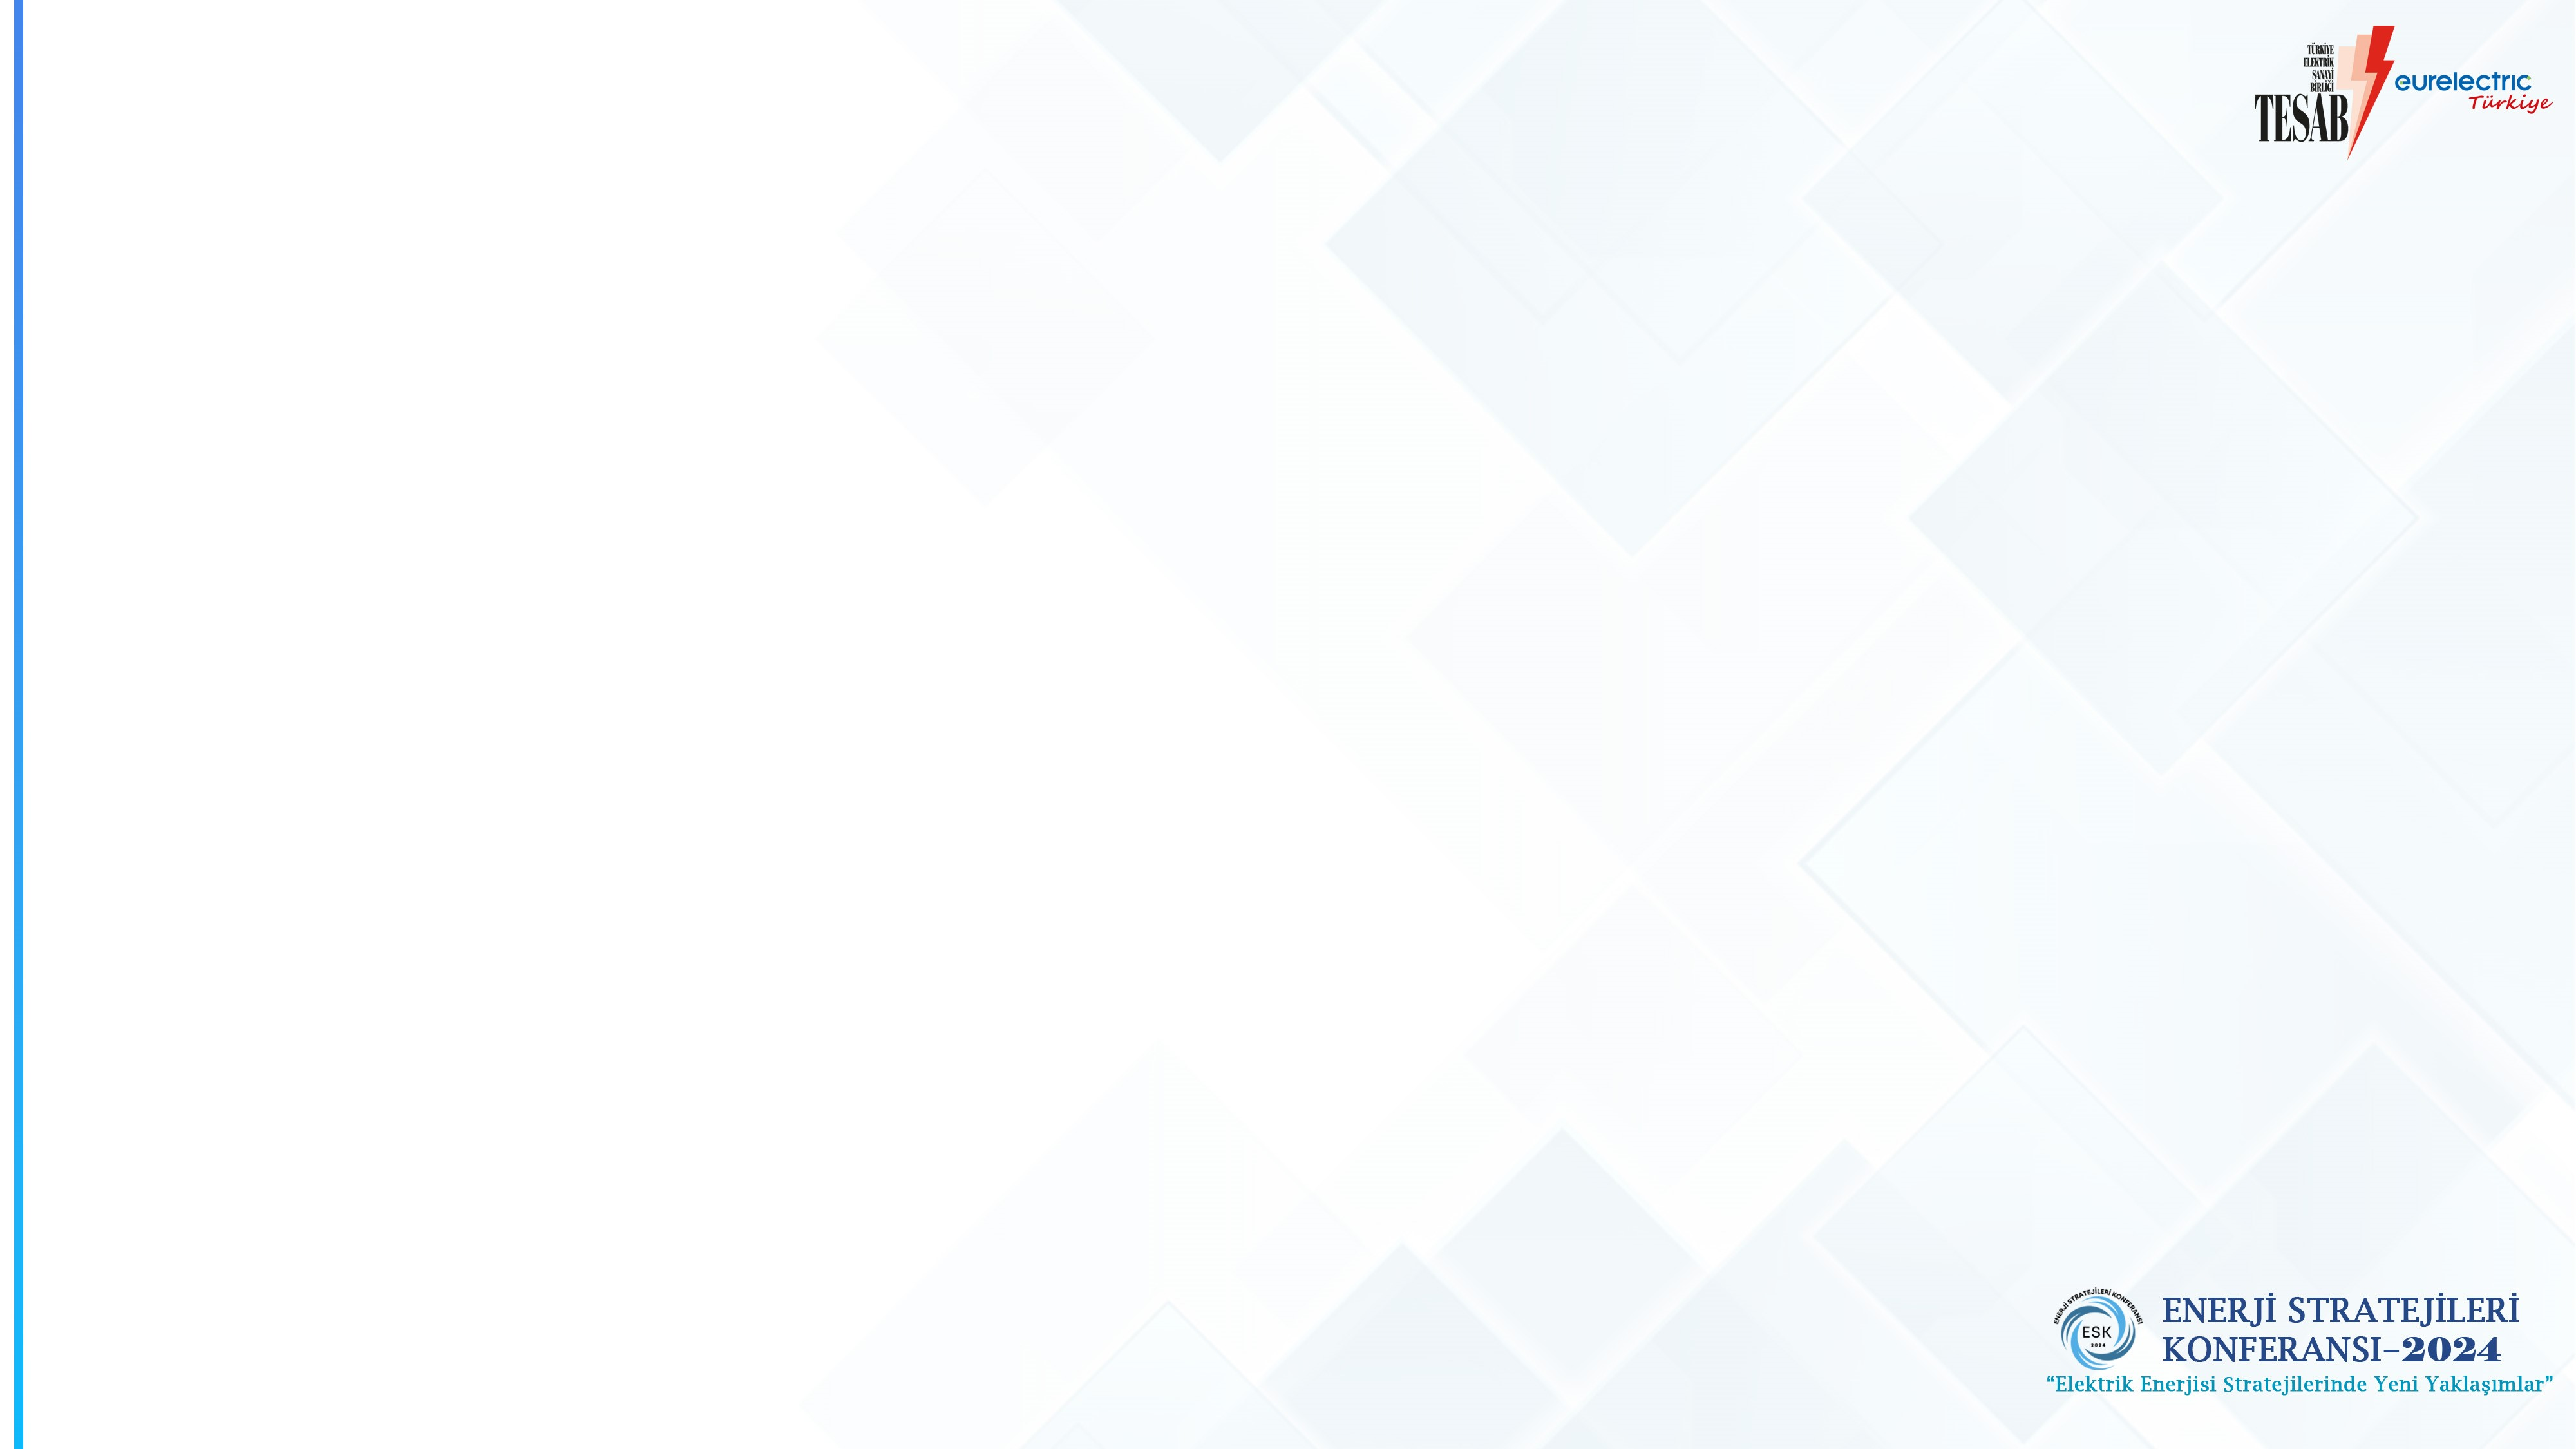 TÜRKİYE
ELEKTRİK
SANAYİ
BİRLİĞİ
TESAB
eurelectric
Türkiye
ENERJİ STRATEJİLERİ KONFERANSI
ESK
2024
ENERJİ STRATEJİLERİ
KONFERANSI-2024
“Elektrik Enerjisi Stratejilerinde Yeni Yaklaşımlar”